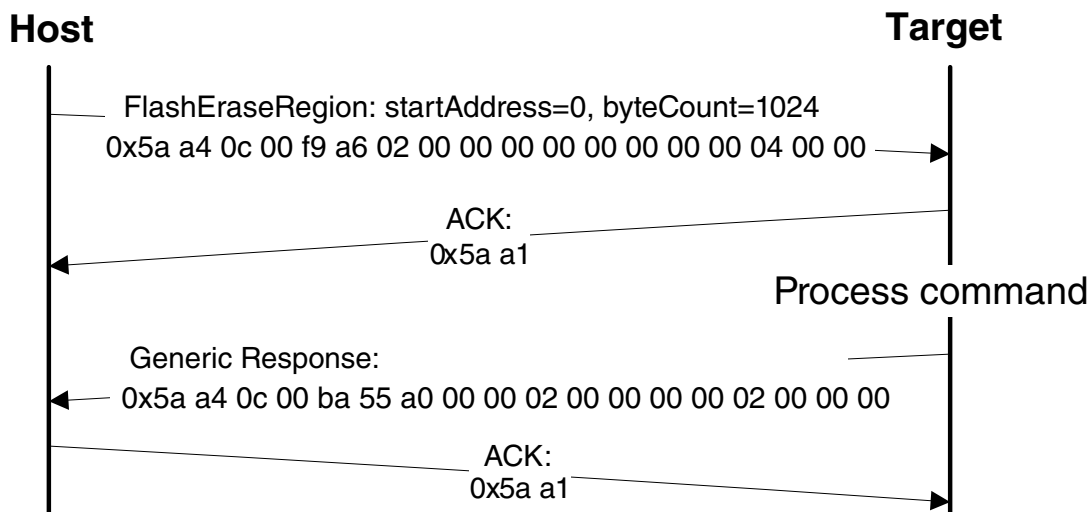 Host
Target
FlashEraseRegion: startAddress=0, byteCount=1024
0x5a a4 0c 00 f9 a6 02 00 00 00 00 00 00 00 00 04 00 00
ACK:
0x5a a1
Process command
Generic Response:
0x5a a4 0c 00 ba 55 a0 00 00 02 00 00 00 00 02 00 00 00
ACK:
0x5a a1